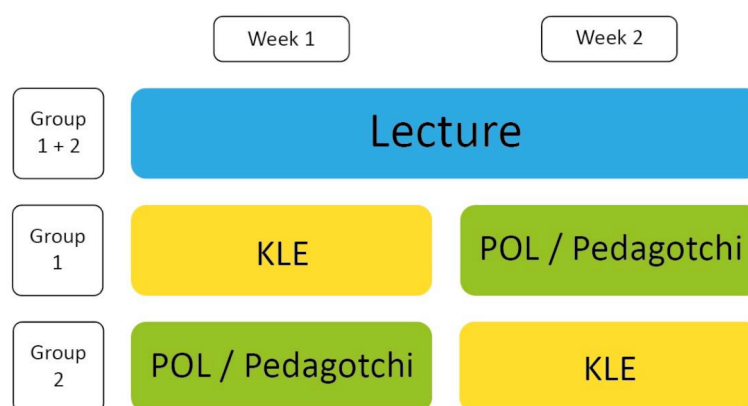 Week 1
Week 2
Group
1 + 2
Lecture
Group
1
KLE
POL / Pedagotchi
Group
2
POL / Pedagotchi
KLE